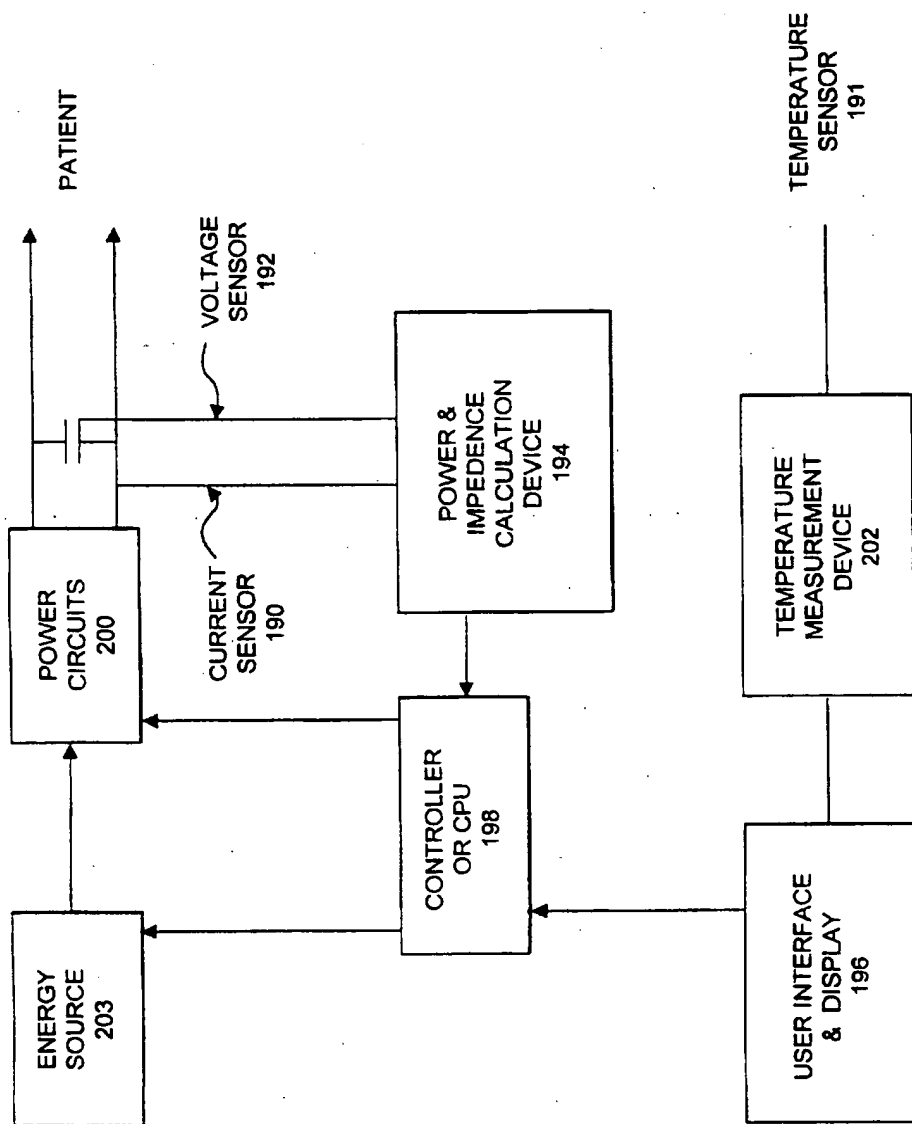 ENERGY
SOURCE
203
POWER
CIRCUITS
200
PATIENT
CURRENT
SENSOR
190
VOLTAGE
SENSOR
192
CONTROLLER
OR CPU
198
POWER &
IMPEDENCE
CALCULATION
DEVICE
194
USER INTERFACE
& DISPLAY
196
TEMPERATURE
MEASUREMENT
DEVICE
202
TEMPERATURE
SENSOR
191